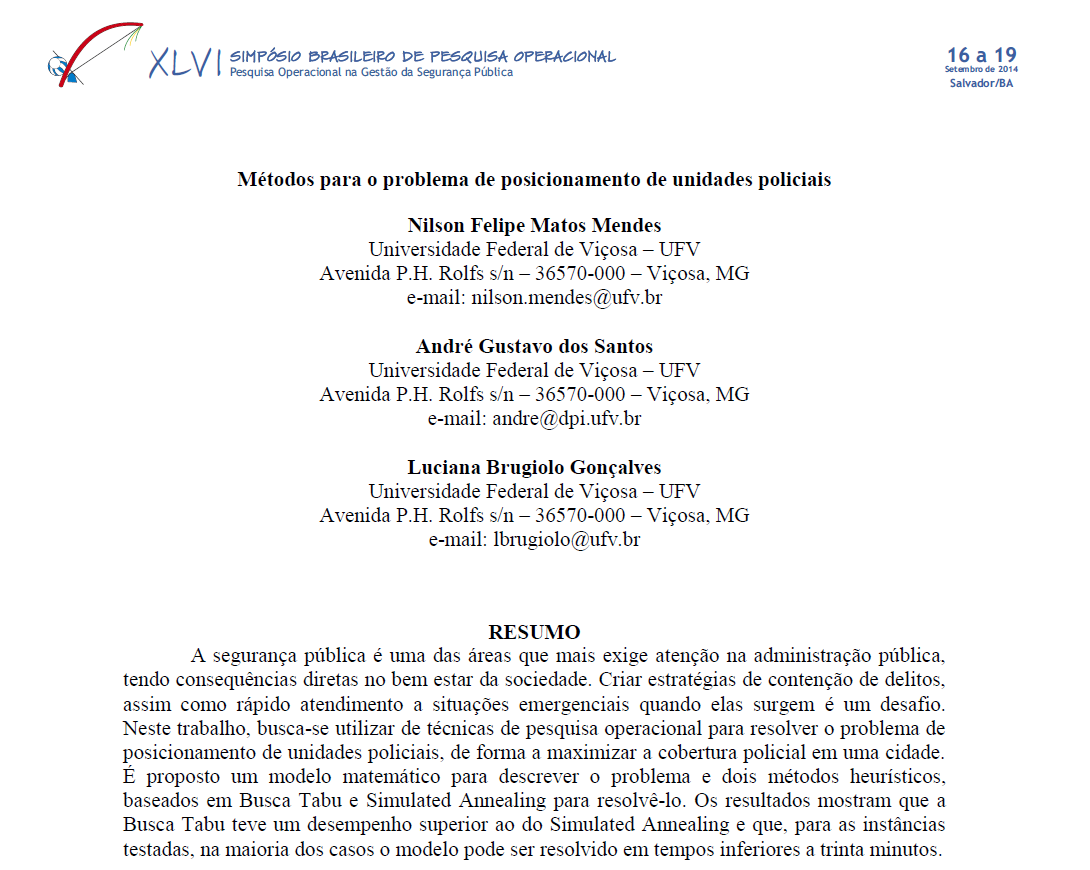 XLVI SIMPÓSIO BRASILEIRO DE PESQUISA OPERACIONAL
Pesquisa Operacional na Gestão da Segurança Pública
16 a 19
Setembro de 2014
Salvador/BA
Métodos para o problema de posicionamento de unidades policiais
Nilson Felipe Matos Mendes
Universidade Federal de Viçosa – UFV
Avenida P.H. Rolfs s/n – 36570-000 – Viçosa, MG
e-mail: nilson.mendes@ufv.br
André Gustavo dos Santos
Universidade Federal de Viçosa – UFV
Avenida P.H. Rolfs s/n – 36570-000 – Viçosa, MG
e-mail: andre@dpi.ufv.br
Luciana Brugiolo Gonçalves
Universidade Federal de Viçosa – UFV
Avenida P.H. Rolfs s/n – 36570-000 – Viçosa, MG
e-mail: lbrugiolo@ufv.br
RESUMO
A segurança pública é uma das áreas que mais exige atenção na administração pública,
tendo consequências diretas no bem estar da sociedade. Criar estratégias de contenção de delitos,
assim como rápido atendimento a situações emergenciais quando elas surgem é um desafio.
Neste trabalho, busca-se utilizar de técnicas de pesquisa operacional para resolver o problema de
posicionamento de unidades policiais, de forma a maximizar a cobertura policial em uma cidade.
É proposto um modelo matemático para descrever o problema e dois métodos heurísticos,
baseados em Busca Tabu e Simulated Annealing para resolvê-lo. Os resultados mostram que a
Busca Tabu teve um desempenho superior ao do Simulated Annealing e que, para as instâncias
testadas, na maioria dos casos o modelo pode ser resolvido em tempos inferiores a trinta minutos.